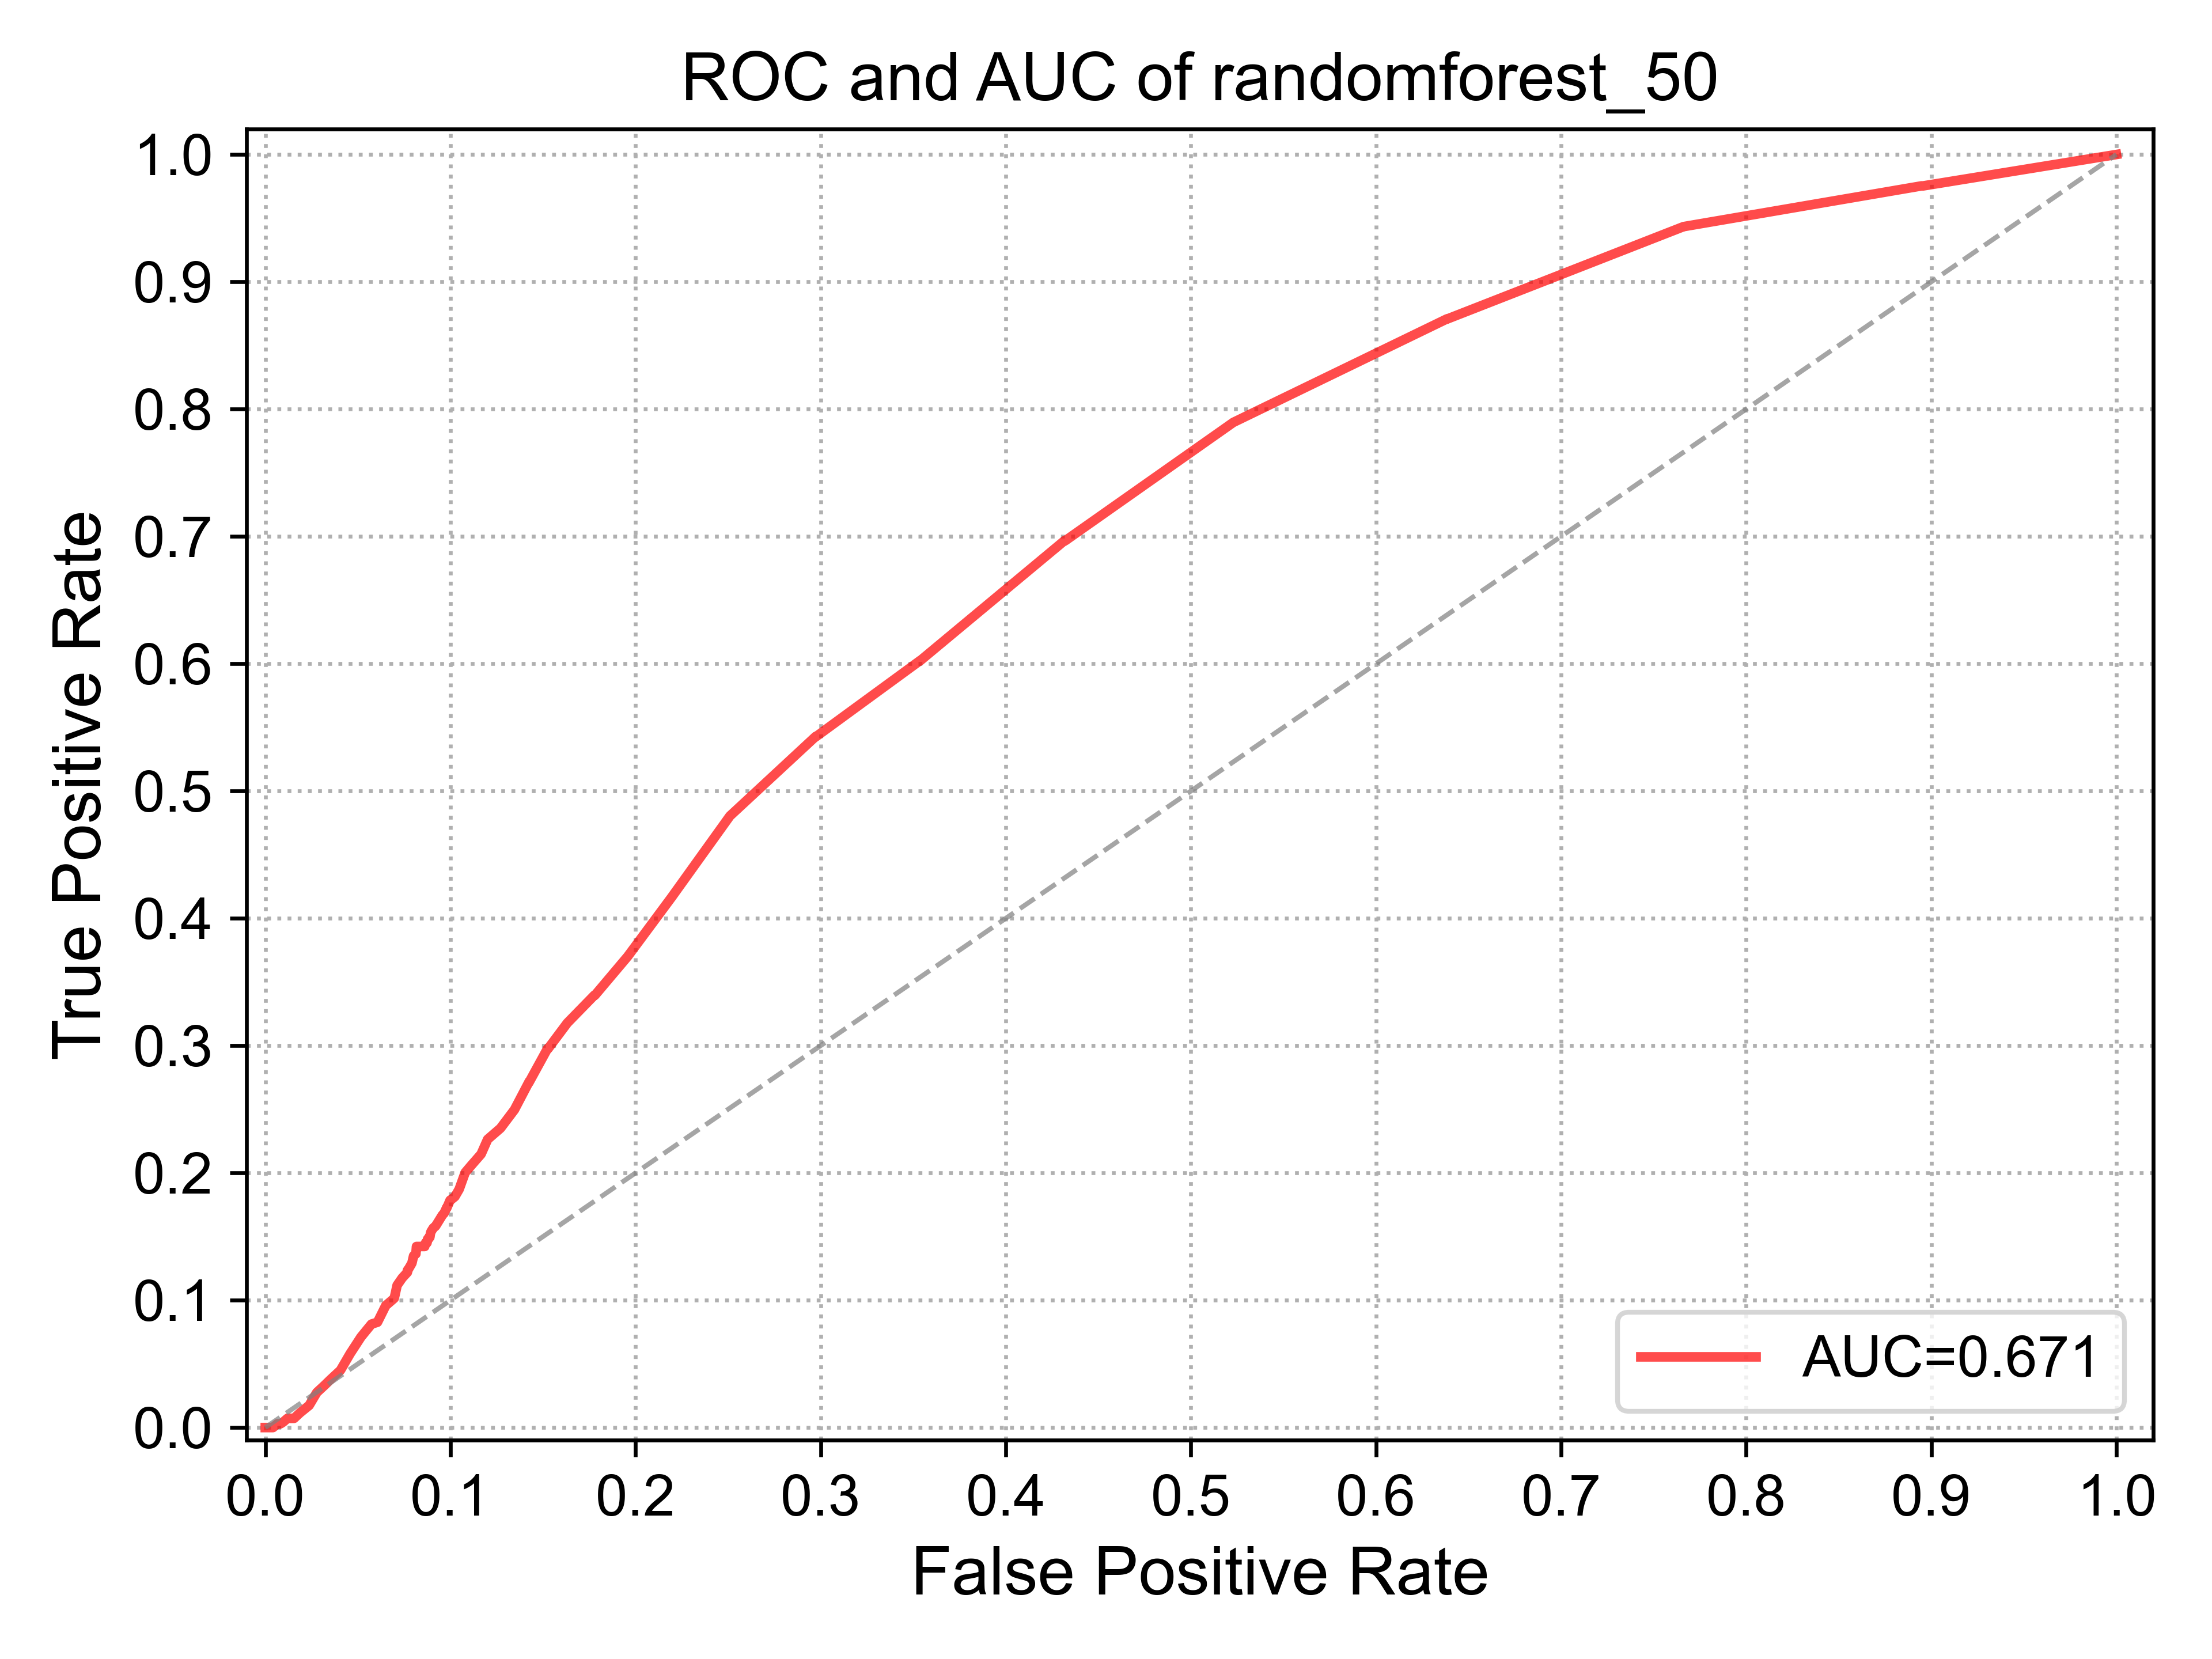 ROC and AUC of randomforest_50
True Positive Rate
1.0
0.9
0.8
0.7
0.6
0.5
0.4
0.3
0.2
0.1
0.0
AUC=0.671
0.0 0.1 0.2 0.3 0.4 0.5 0.6 0.7 0.8 0.9 1.0
False Positive Rate